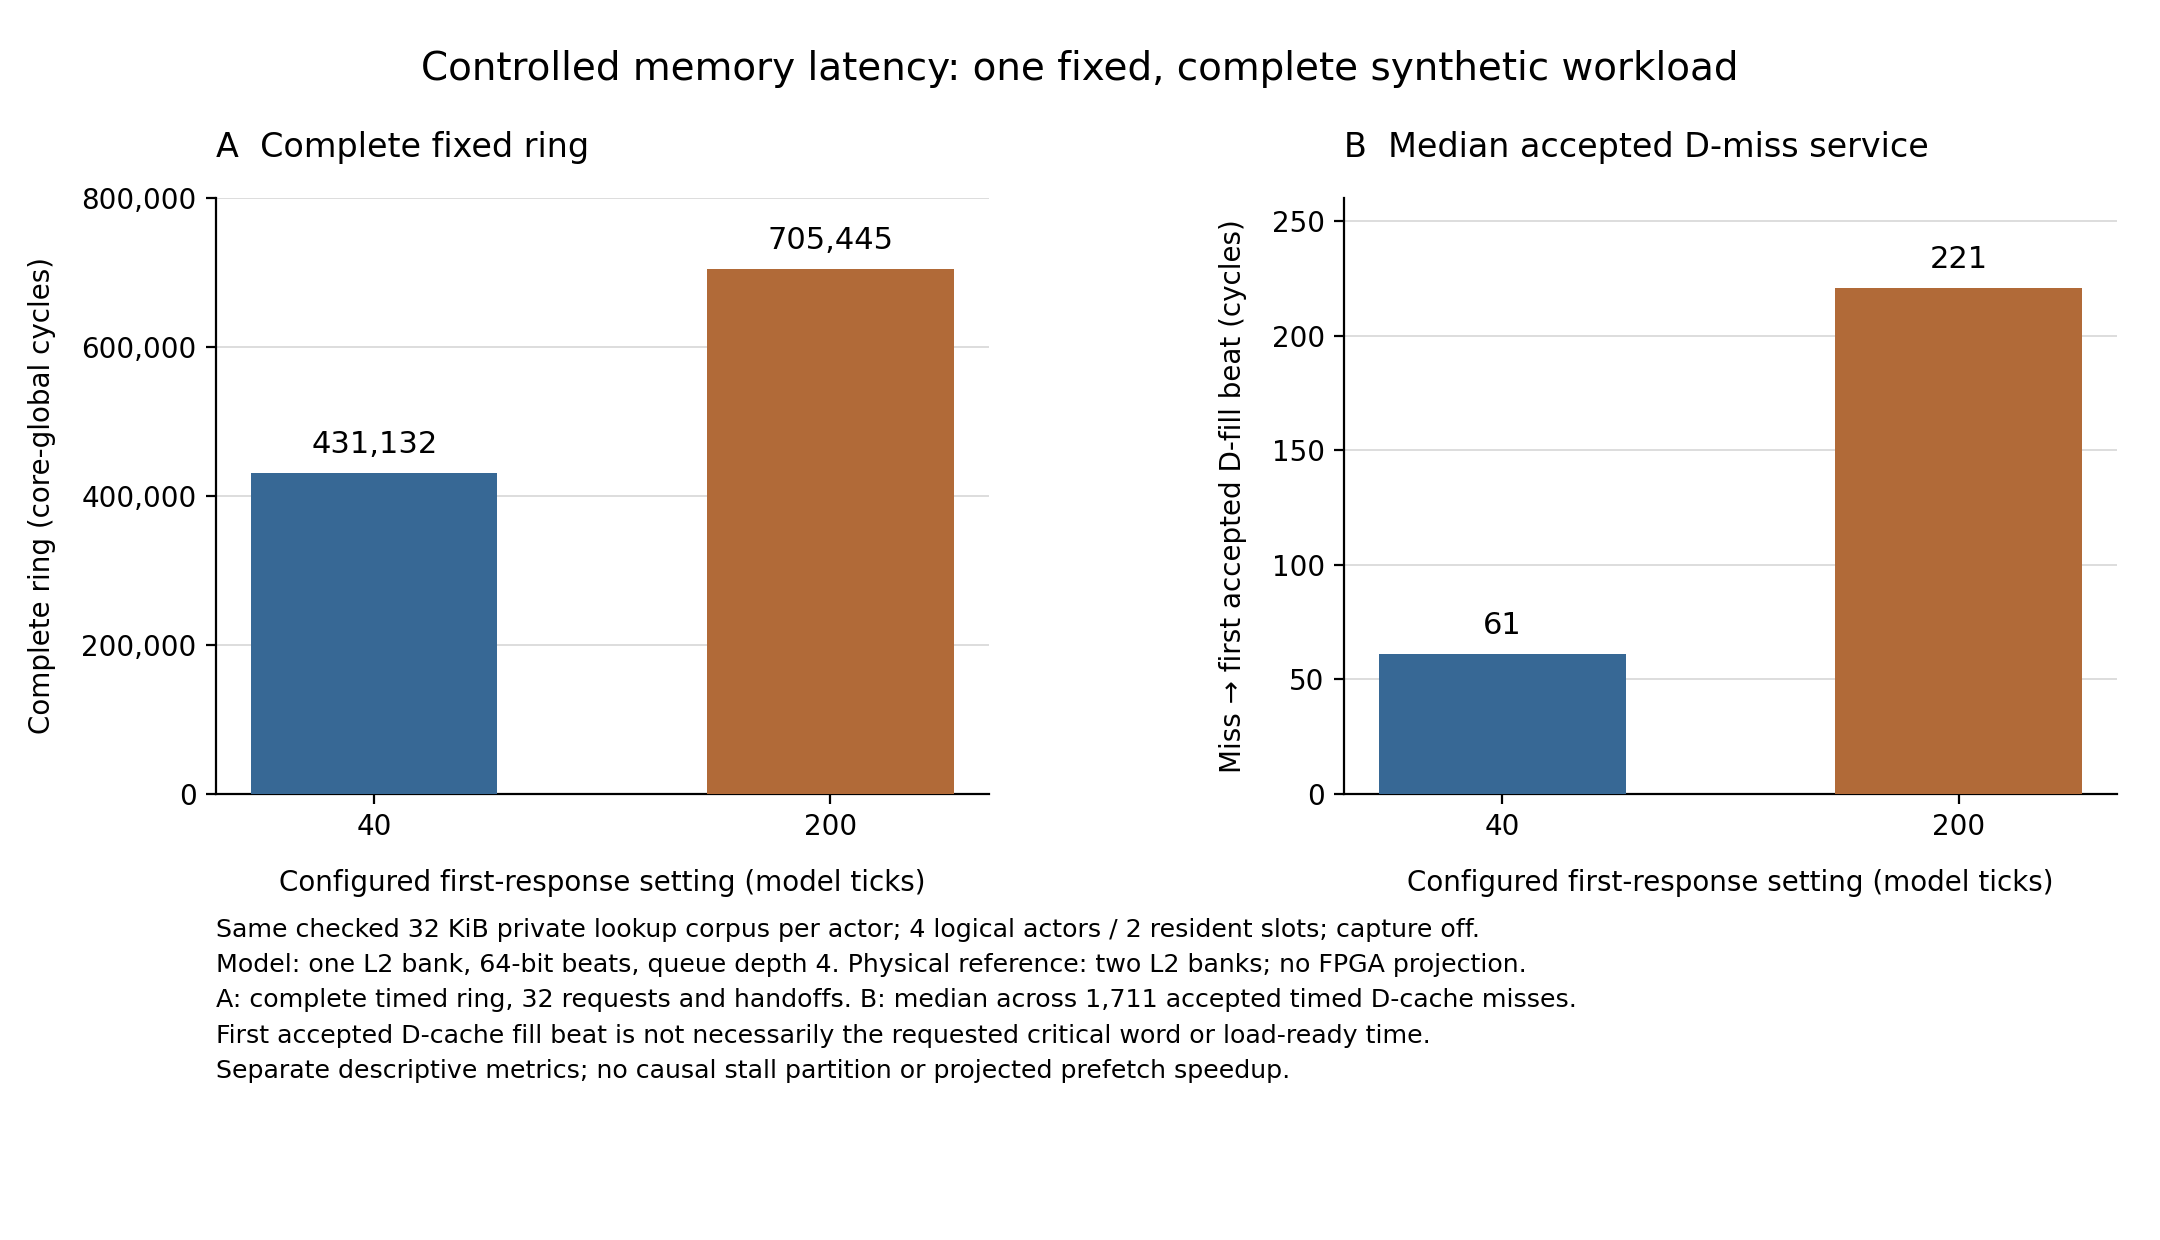 Controlled memory latency: one fixed, complete synthetic workload
A Complete fixed ring
Complete ring (core-global cycles)
800,000
600,000
400,000
200,000
0
431,132
705,445
40
200
Configured first-response setting (model ticks)
B Median accepted D-miss service
Miss → first accepted D-fill beat (cycles)
250
200
150
100
50
0
61
221
40
200
Configured first-response setting (model ticks)
Same checked 32 KiB private lookup corpus per actor; 4 logical actors / 2 resident slots; capture off.
Model: one L2 bank, 64-bit beats, queue depth 4. Physical reference: two L2 banks; no FPGA projection.
A: complete timed ring, 32 requests and handoffs. B: median across 1,711 accepted timed D-cache misses.
First accepted D-cache fill beat is not necessarily the requested critical word or load-ready time.
Separate descriptive metrics; no causal stall partition or projected prefetch speedup.